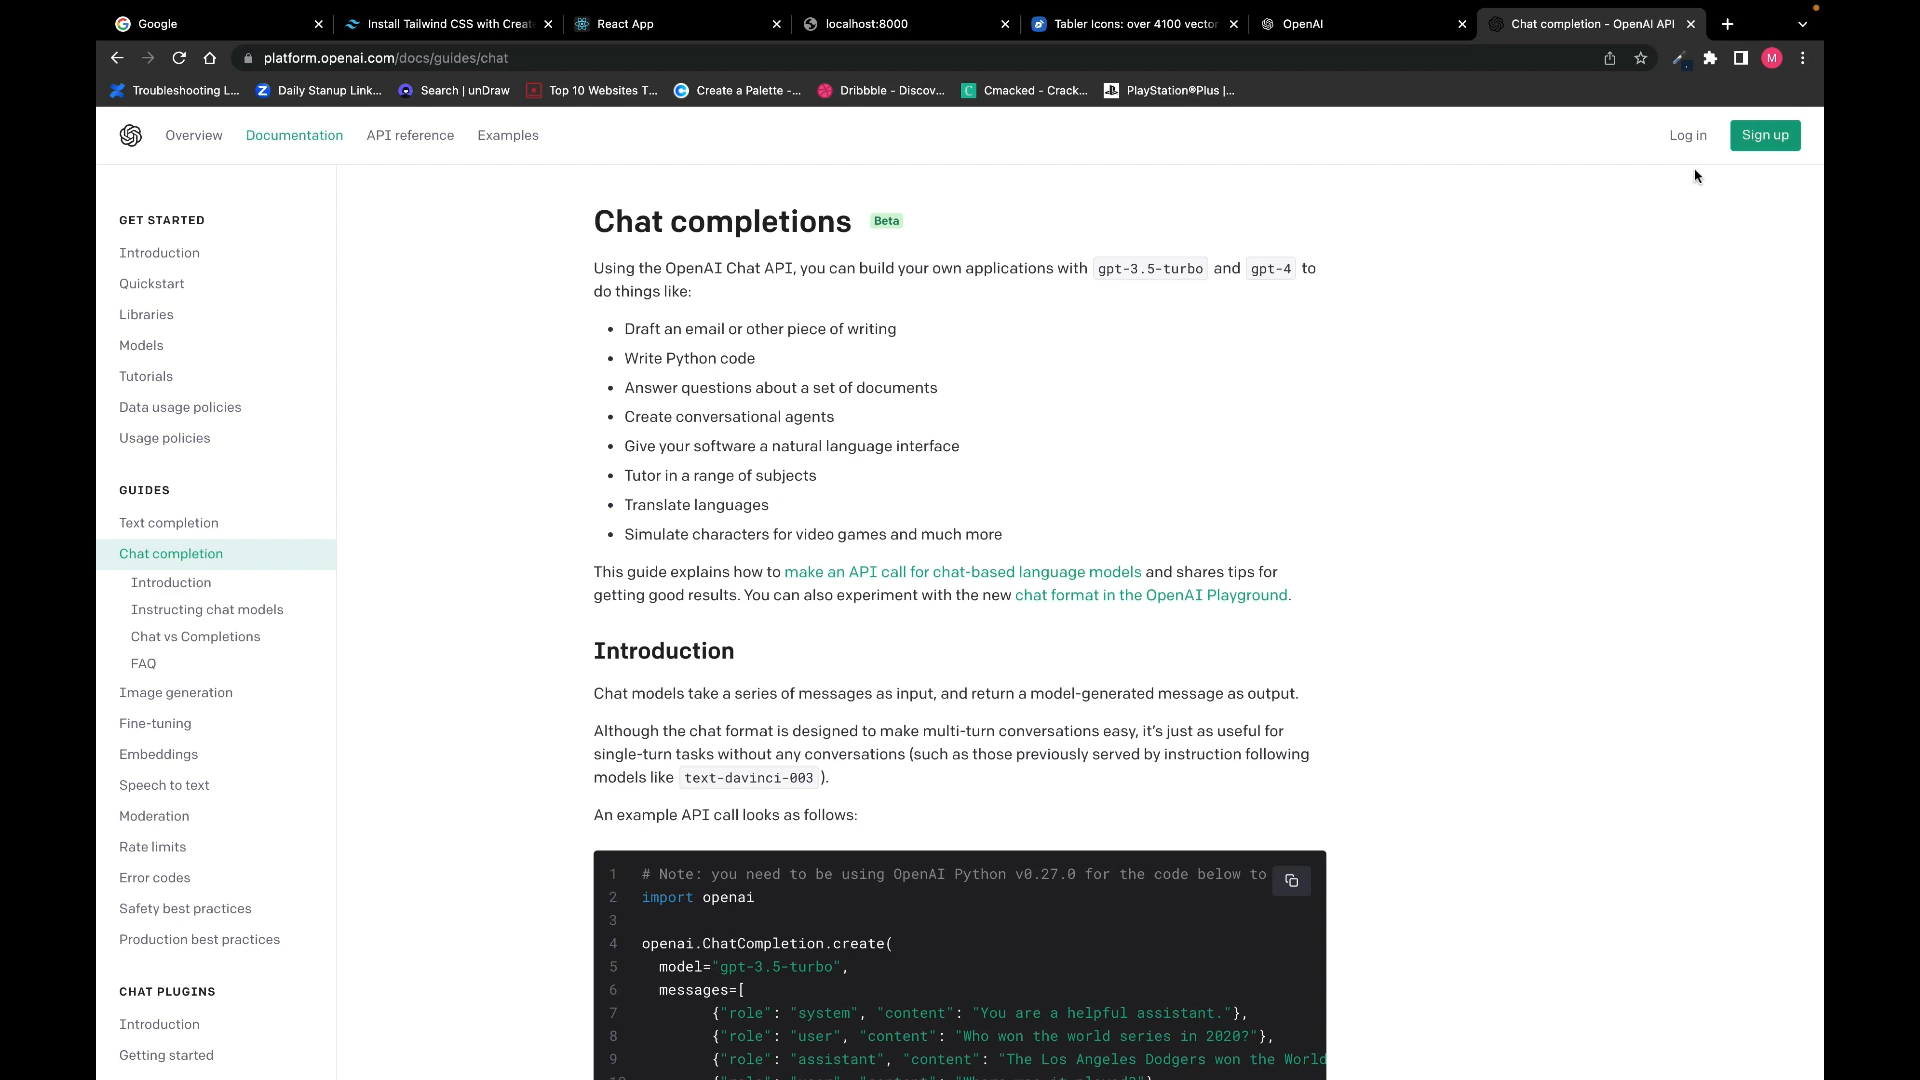 Google
Install Tailwind CSS with Create
React App
localhost:8000
Tabler Icons: over 4100 vector
OpenAI
Chat completion - OpenAI API
platform.openai.com/docs/guides/chat
M
Troubleshooting L...
Daily Stanup Link...
Search | unDraw
Top 10 Websites T...
Create a Palette -...
Dribbble - Discov...
Cmacked - Crack...
PlayStation®Plus |...
Overview
Documentation
API reference
Examples
Log in
Sign up
GET STARTED
Introduction
Quickstart
Libraries
Models
Tutorials
Data usage policies
Usage policies
GUIDES
Text completion
Chat completion
Introduction
Instructing chat models
Chat vs Completions
FAQ
Image generation
Fine-tuning
Embeddings
Speech to text
Moderation
Rate limits
Error codes
Safety best practices
Production best practices
CHAT PLUGINS
Introduction
Getting started
Chat completions Beta
Using the OpenAI Chat API, you can build your own applications with gpt-3.5-turbo and gpt-4 to
do things like:
• Draft an email or other piece of writing
• Write Python code
• Answer questions about a set of documents
• Create conversational agents
• Give your software a natural language interface
• Tutor in a range of subjects
• Translate languages
• Simulate characters for video games and much more
This guide explains how to make an API call for chat-based language models and shares tips for
getting good results. You can also experiment with the new chat format in the OpenAI Playground.
Introduction
Chat models take a series of messages as input, and return a model-generated message as output.
Although the chat format is designed to make multi-turn conversations easy, it's just as useful for
single-turn tasks without any conversations (such as those previously served by instruction following
models like text-davinci-003 ).
An example API call looks as follows:
1 # Note: you need to be using OpenAI Python v0.27.0 for the code below to
2 import openai
3
4 openai.ChatCompletion.create(
5 model="gpt-3.5-turbo",
6 messages=[
7 {"role": "system", "content": "You are a helpful assistant."},
8 {"role": "user", "content": "Who won the world series in 2020?"},
9 {"role": "assistant", "content": "The Los Angeles Dodgers won the World